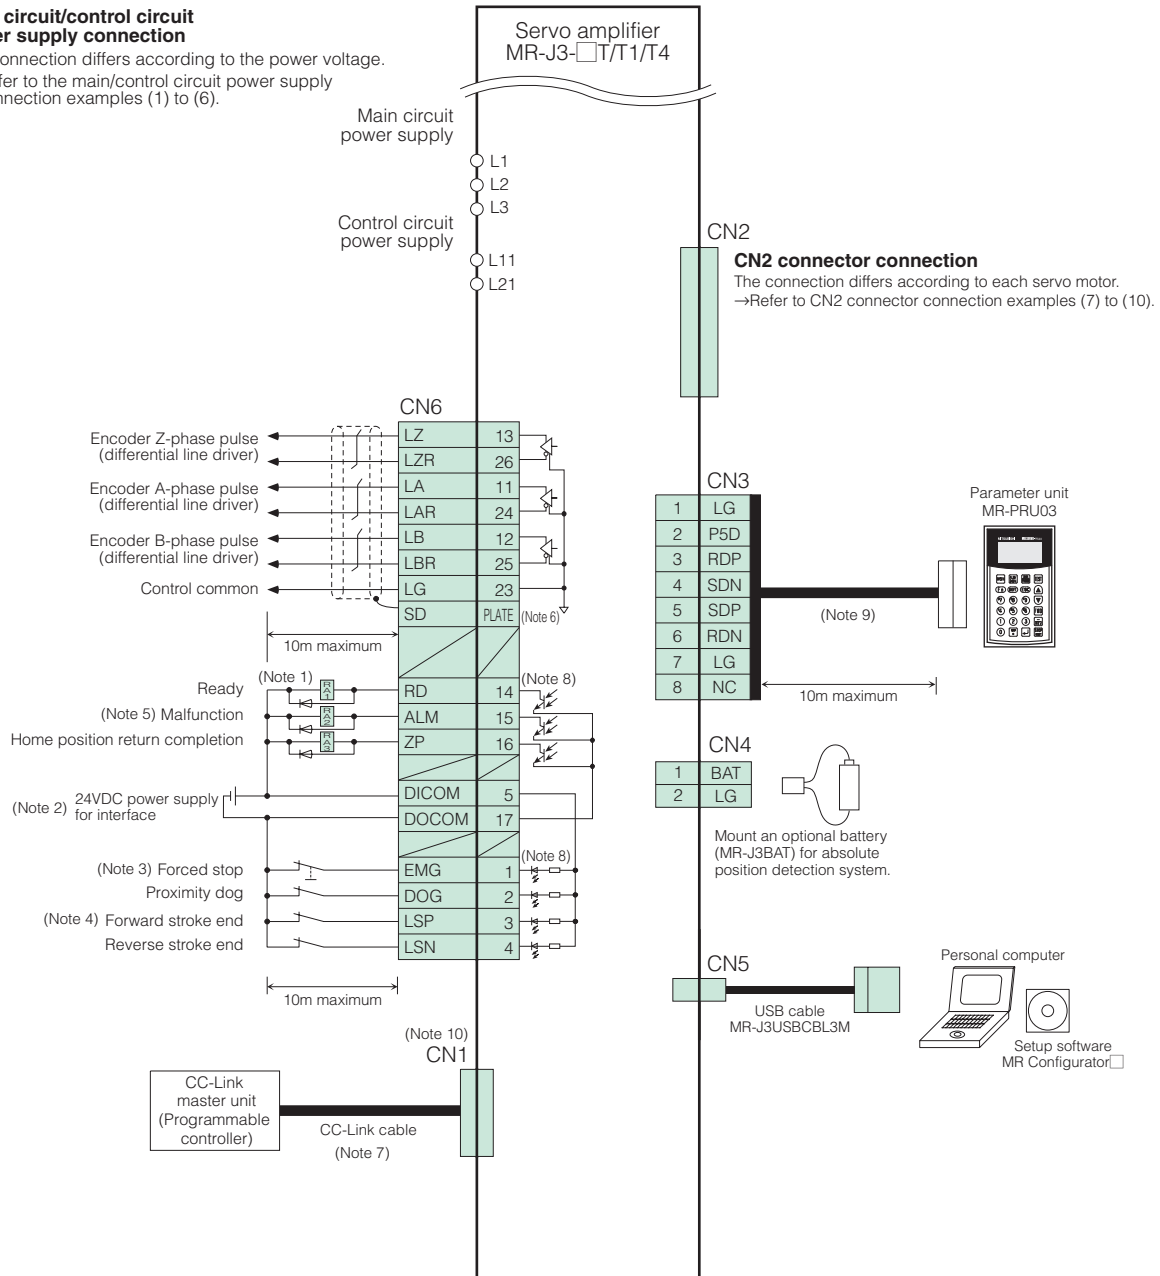 circuit/control circuit
er supply connection
onnection differs according to the power voltage.
fer to the main/control circuit power supply
nnection examples (1) to (6).
Servo amplifier
MR-J3-□T/T1/T4
Main circuit
power supply
L1
L2
L3
Control circuit
power supply
L11
L21
CN2
CN2 connector connection
The connection differs according to each servo motor.
→Refer to CN2 connector connection examples (7) to (10).
CN6
Encoder Z-phase pulse
(differential line driver)
LZ 13
LZR 26
Encoder A-phase pulse
(differential line driver)
LA 11
LAR 24
Encoder B-phase pulse
(differential line driver)
LB 12
LBR 25
Control common
LG 23
SD PLATE (Note 6)
10m maximum
(Note 1)
(Note 8)
Ready RA1 RD 14
(Note 5) Malfunction RA2 ALM 15
Home position return completion RA3 ZP 16
(Note 2) 24VDC power supply
for interface
DICOM 5
DOCOM 17
(Note 8)
(Note 3) Forced stop EMG 1
Proximity dog DOG 2
(Note 4) Forward stroke end LSP 3
Reverse stroke end LSN 4
10m maximum
(Note 10)
CN1
CC-Link
master unit
(Programmable
controller)
CC-Link cable
(Note 7)
CN3
1 LG
2 P5D
3 RDP
4 SDN
5 SDP
6 RDN
7 LG
8 NC
(Note 9)
10m maximum
Parameter unit
MR-PRU03
CN4
1 BAT
2 LG
Mount an optional battery
(MR-J3BAT) for absolute
position detection system.
CN5
USB cable
MR-J3USBCBL3M
Personal computer
Setup software
MR Configurator□